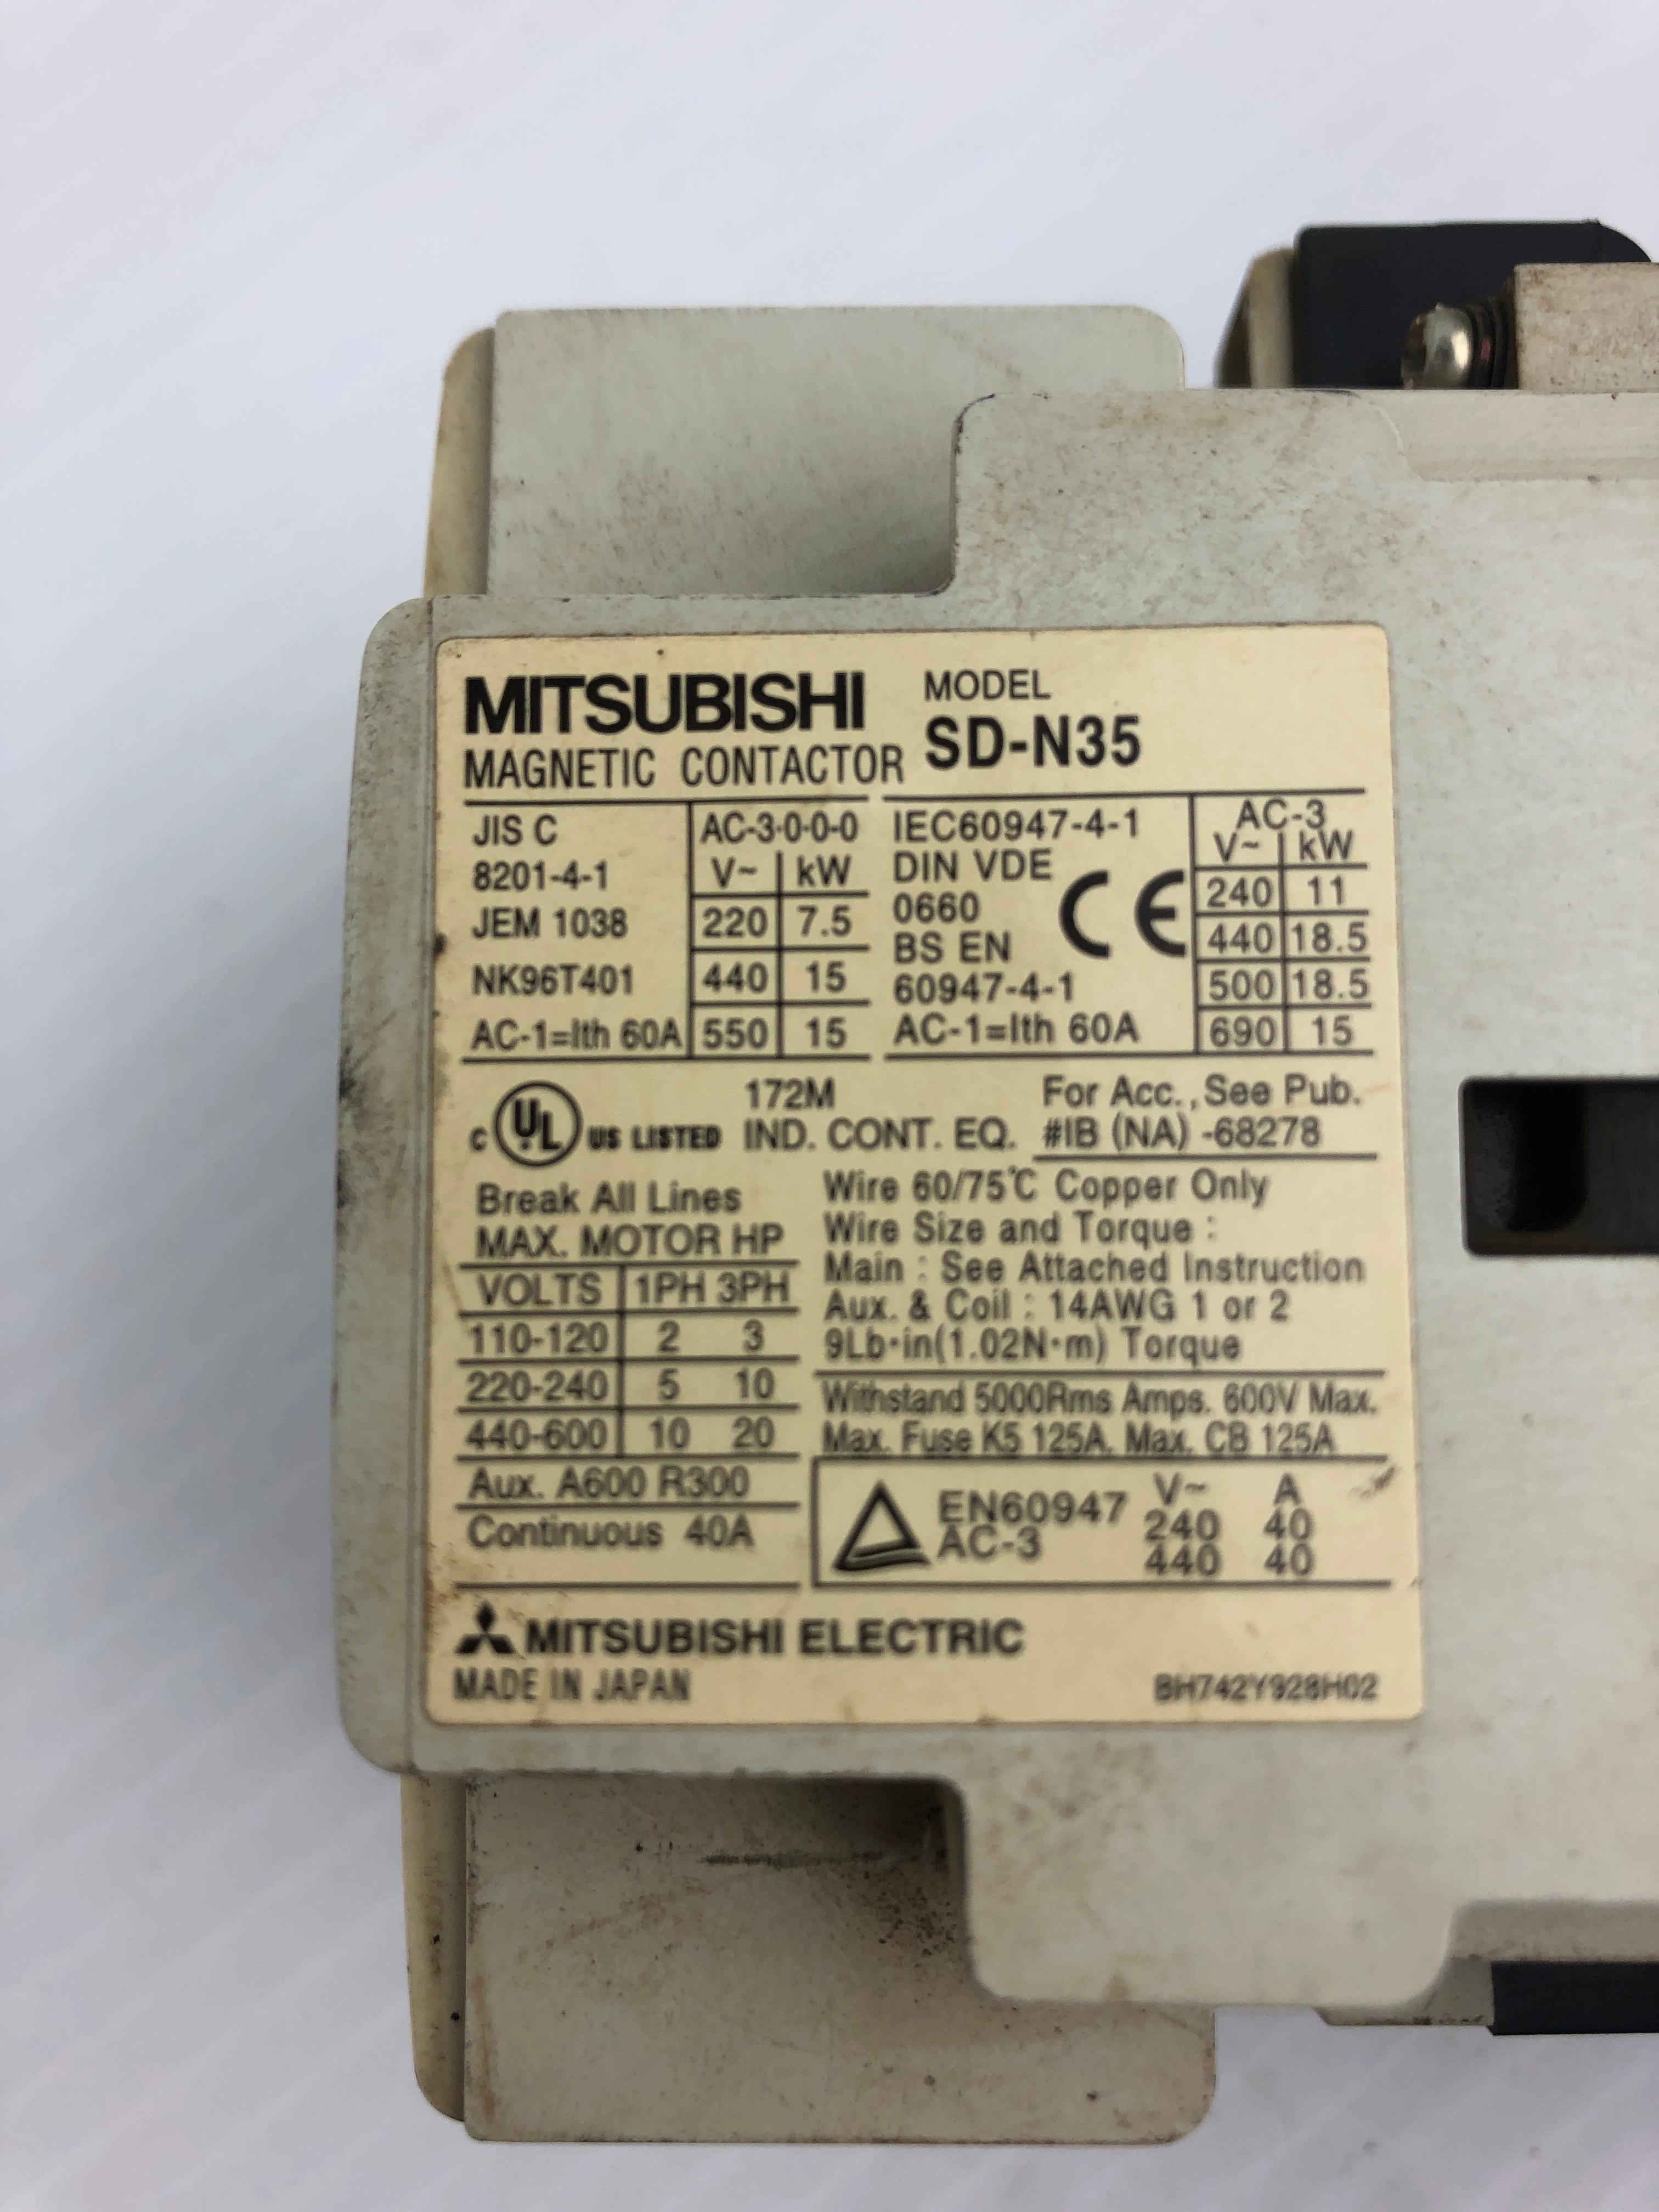 MITSUBISHI
MAGNETIC CONTACTOR
MODEL
SD-N35
JIS C
8201-4-1
JEM 1038
NK96T401
AC-1=Ith 60A
AC-3·0-0-0
V~ kW
220 7.5
440 15
550 15
IEC60947-4-1
DIN VDE
0660
BS EN
60947-4-1
AC-1=Ith 60A
CE
AC-3
V~ kW
240 11
440 18.5
500 18.5
690 15
C UL US LISTED
172M
IND. CONT. EQ.
For Acc., See Pub.
#IB (NA) -68278
Break All Lines
MAX. MOTOR HP
VOLTS 1PH 3PH
110-120 2 3
220-240 5 10
440-600 10 20
Aux. A600 R300
Continuous 40A
Wire 60/75℃ Copper Only
Wire Size and Torque :
Main : See Attached Instruction
Aux. & Coil : 14AWG 1 or 2
9Lb·in(1.02N·m) Torque
Withstand 5000Rms Amps. 600V Max.
Max. Fuse K5 125A. Max. CB 125A
EN60947
AC-3
V~ A
240 40
440 40
MITSUBISHI ELECTRIC
MADE IN JAPAN
BH742Y928H02